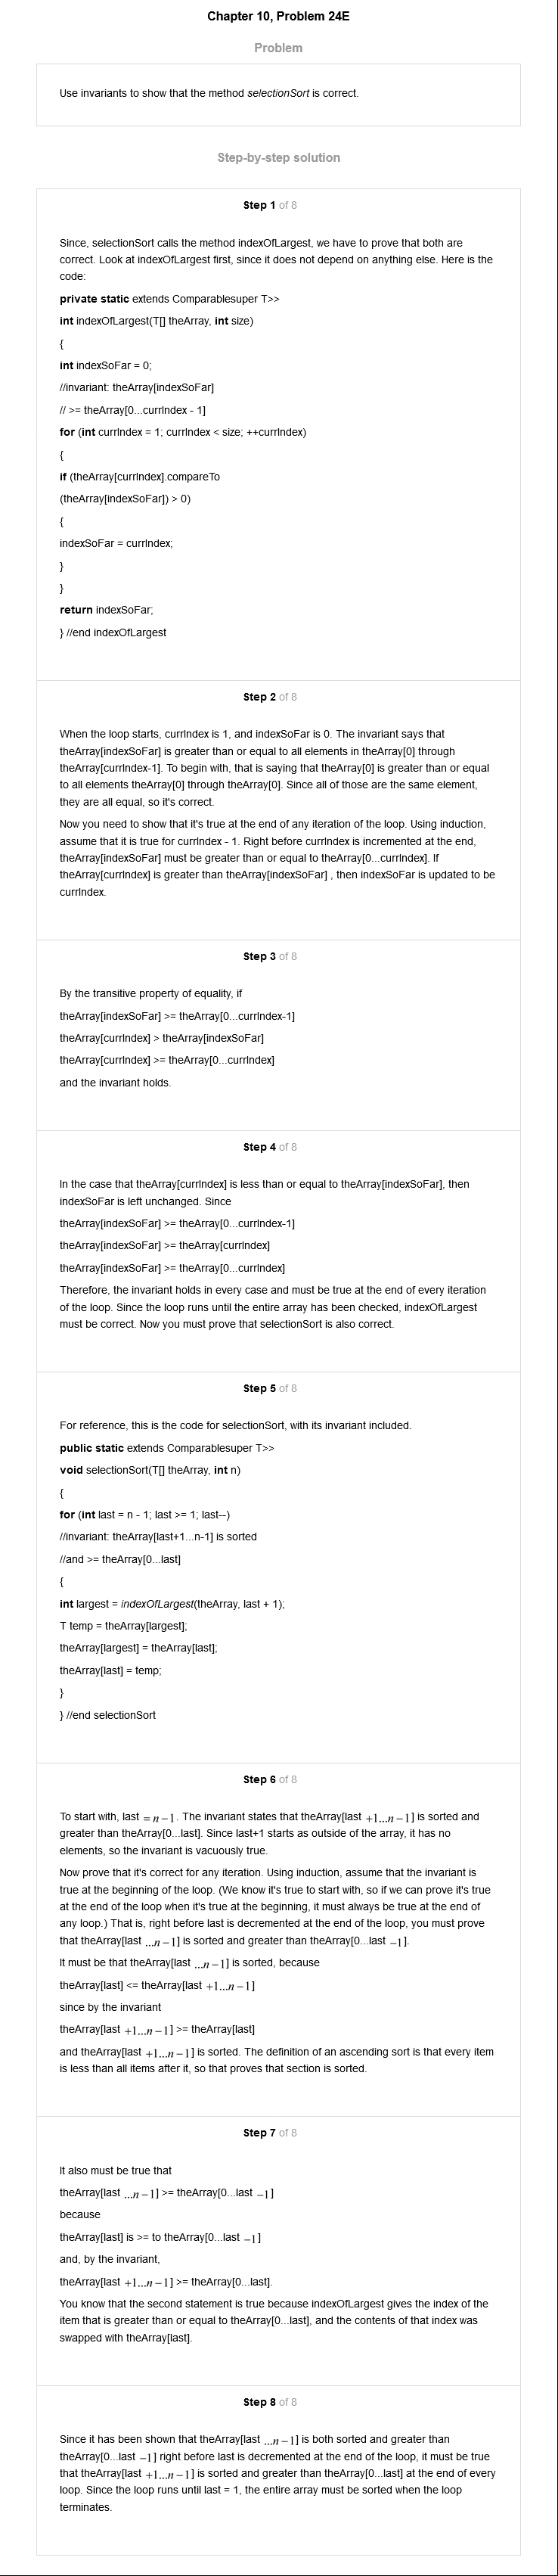 Chapter 10, Problem 24E
Problem
Use invariants to show that the method selectionSort is correct.
Step-by-step solution
Step 1 of 8
Since, selectionSort calls the method indexOfLargest, we have to prove that both are
correct. Look at indexOfLargest first, since it does not depend on anything else. Here is the
code:
private static extends Comparablesuper T>>
int indexOfLargest(T[] theArray, int size)
{
int indexSoFar = 0;
//invariant: theArray[indexSoFar]
// >= theArray[0...currIndex - 1]
for (int currIndex = 1; currIndex < size; ++currIndex)
{
if (theArray[currIndex].compareTo
(theArray[indexSoFar]) > 0)
{
indexSoFar = currIndex;
}
}
return indexSoFar;
} //end indexOfLargest
Step 2 of 8
When the loop starts, currIndex is 1, and indexSoFar is 0. The invariant says that
theArray[indexSoFar] is greater than or equal to all elements in theArray[0] through
theArray[currIndex-1]. To begin with, that is saying that theArray[0] is greater than or equal
to all elements theArray[0] through theArray[0]. Since all of those are the same element,
they are all equal, so it's correct.
Now you need to show that it's true at the end of any iteration of the loop. Using induction,
assume that it is true for currIndex - 1. Right before currIndex is incremented at the end,
theArray[indexSoFar] must be greater than or equal to theArray[0...currIndex]. If
theArray[currIndex] is greater than theArray[indexSoFar] , then indexSoFar is updated to be
currIndex.
Step 3 of 8
By the transitive property of equality, if
theArray[indexSoFar] >= theArray[0...currIndex-1]
theArray[currIndex] > theArray[indexSoFar]
theArray[currIndex] >= theArray[0...currIndex]
and the invariant holds.
Step 4 of 8
In the case that theArray[currIndex] is less than or equal to theArray[indexSoFar], then
indexSoFar is left unchanged. Since
theArray[indexSoFar] >= theArray[0...currIndex-1]
theArray[indexSoFar] >= theArray[currIndex]
theArray[indexSoFar] >= theArray[0...currIndex]
Therefore, the invariant holds in every case and must be true at the end of every iteration
of the loop. Since the loop runs until the entire array has been checked, indexOfLargest
must be correct. Now you must prove that selectionSort is also correct.
Step 5 of 8
For reference, this is the code for selectionSort, with its invariant included.
public static extends Comparablesuper T>>
void selectionSort(T[] theArray, int n)
{
for (int last = n - 1; last >= 1; last--)
//invariant: theArray[last+1...n-1] is sorted
//and >= theArray[0...last]
{
int largest = indexOfLargest(theArray, last + 1);
T temp = theArray[largest];
theArray[largest] = theArray[last];
theArray[last] = temp;
}
} //end selectionSort
Step 6 of 8
To start with, last = n − 1. The invariant states that theArray[last +1...n − 1] is sorted and
greater than theArray[0...last]. Since last+1 starts as outside of the array, it has no
elements, so the invariant is vacuously true.
Now prove that it's correct for any iteration. Using induction, assume that the invariant is
true at the beginning of the loop. (We know it's true to start with, so if we can prove it's true
at the end of the loop when it's true at the beginning, it must always be true at the end of
any loop.) That is, right before last is decremented at the end of the loop, you must prove
that theArray[last ...n − 1] is sorted and greater than theArray[0...last −1].
It must be that theArray[last ...n − 1] is sorted, because
theArray[last] <= theArray[last +1...n − 1]
since by the invariant
theArray[last +1...n − 1] >= theArray[last]
and theArray[last +1...n − 1] is sorted. The definition of an ascending sort is that every item
is less than all items after it, so that proves that section is sorted.
Step 7 of 8
It also must be true that
theArray[last ...n − 1] >= theArray[0...last −1]
because
theArray[last] is >= to theArray[0...last −1]
and, by the invariant,
theArray[last +1...n − 1] >= theArray[0...last].
You know that the second statement is true because indexOfLargest gives the index of the
item that is greater than or equal to theArray[0...last], and the contents of that index was
swapped with theArray[last].
Step 8 of 8
Since it has been shown that theArray[last ...n − 1] is both sorted and greater than
theArray[0...last −1] right before last is decremented at the end of the loop, it must be true
that theArray[last +1...n − 1] is sorted and greater than theArray[0...last] at the end of every
loop. Since the loop runs until last = 1, the entire array must be sorted when the loop
terminates.